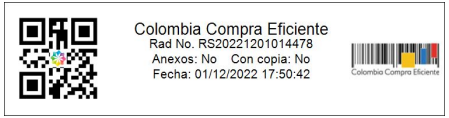 Colombia Compra Eficiente
Rad No. RS20221201014478
Anexos: No Con copia: No
Fecha: 01/12/2022 17:50:42
Colombia Compra Eficiente